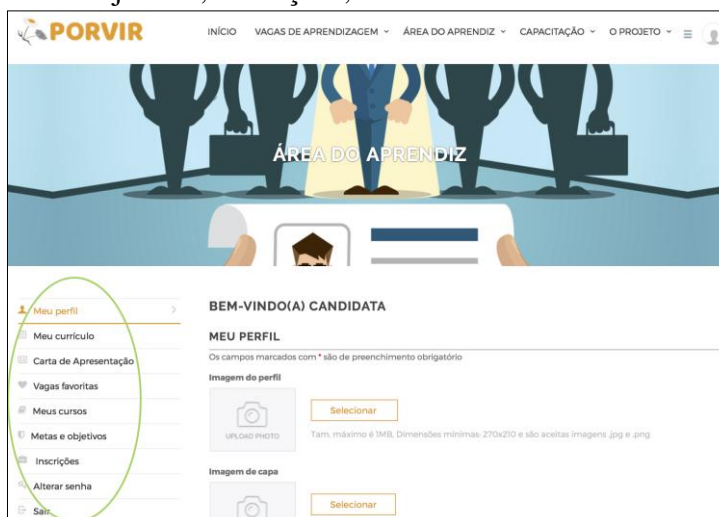 PORVIR
INÍCIO VAGAS DE APRENDIZAGEM ÁREA DO APRENDIZ CAPACITAÇÃO O PROJETO
ÁREA DO APRENDIZ
Meu perfil
Meu currículo
Carta de Apresentação
Vagas favoritas
Meus cursos
Metas e objetivos
Inscrições
Alterar senha
Sair
BEM-VINDO(A) CANDIDATA
MEU PERFIL
Os campos marcados com * são de preenchimento obrigatório
Imagem do perfil
UPLOAD PHOTO
Selecionar
Tam. máximo é 1MB, Dimensões mínimas: 270x210 e são aceitas imagens .jpg e .png
Imagem de capa
Selecionar